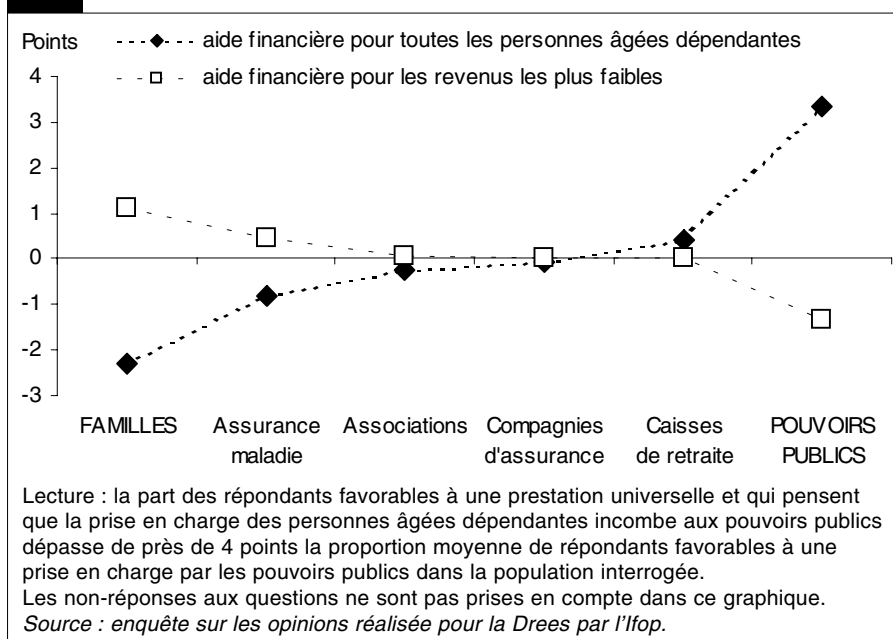 Points
aide financière pour toutes les personnes âgées dépendantes
aide financière pour les revenus les plus faibles
4
3
2
1
0
-1
-2
-3
FAMILLES Assurance maladie Associations Compagnies d'assurance Caisses de retraite POUVOIRS PUBLICS
Lecture : la part des répondants favorables à une prestation universelle et qui pensent
que la prise en charge des personnes âgées dépendantes incombe aux pouvoirs publics
dépasse de près de 4 points la proportion moyenne de répondants favorables à une
prise en charge par les pouvoirs publics dans la population interrogée.
Les non-réponses aux questions ne sont pas prises en compte dans ce graphique.
Source : enquête sur les opinions réalisée pour la Drees par l'Ifop.